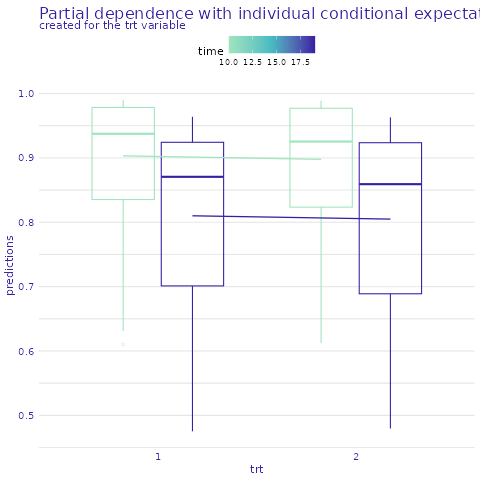 Partial dependence with individual conditional expectat
created for the trt variable
time
10.0 12.5 15.0 17.5
1.0
0.9
0.8
0.7
0.6
0.5
predictions
1 2
trt